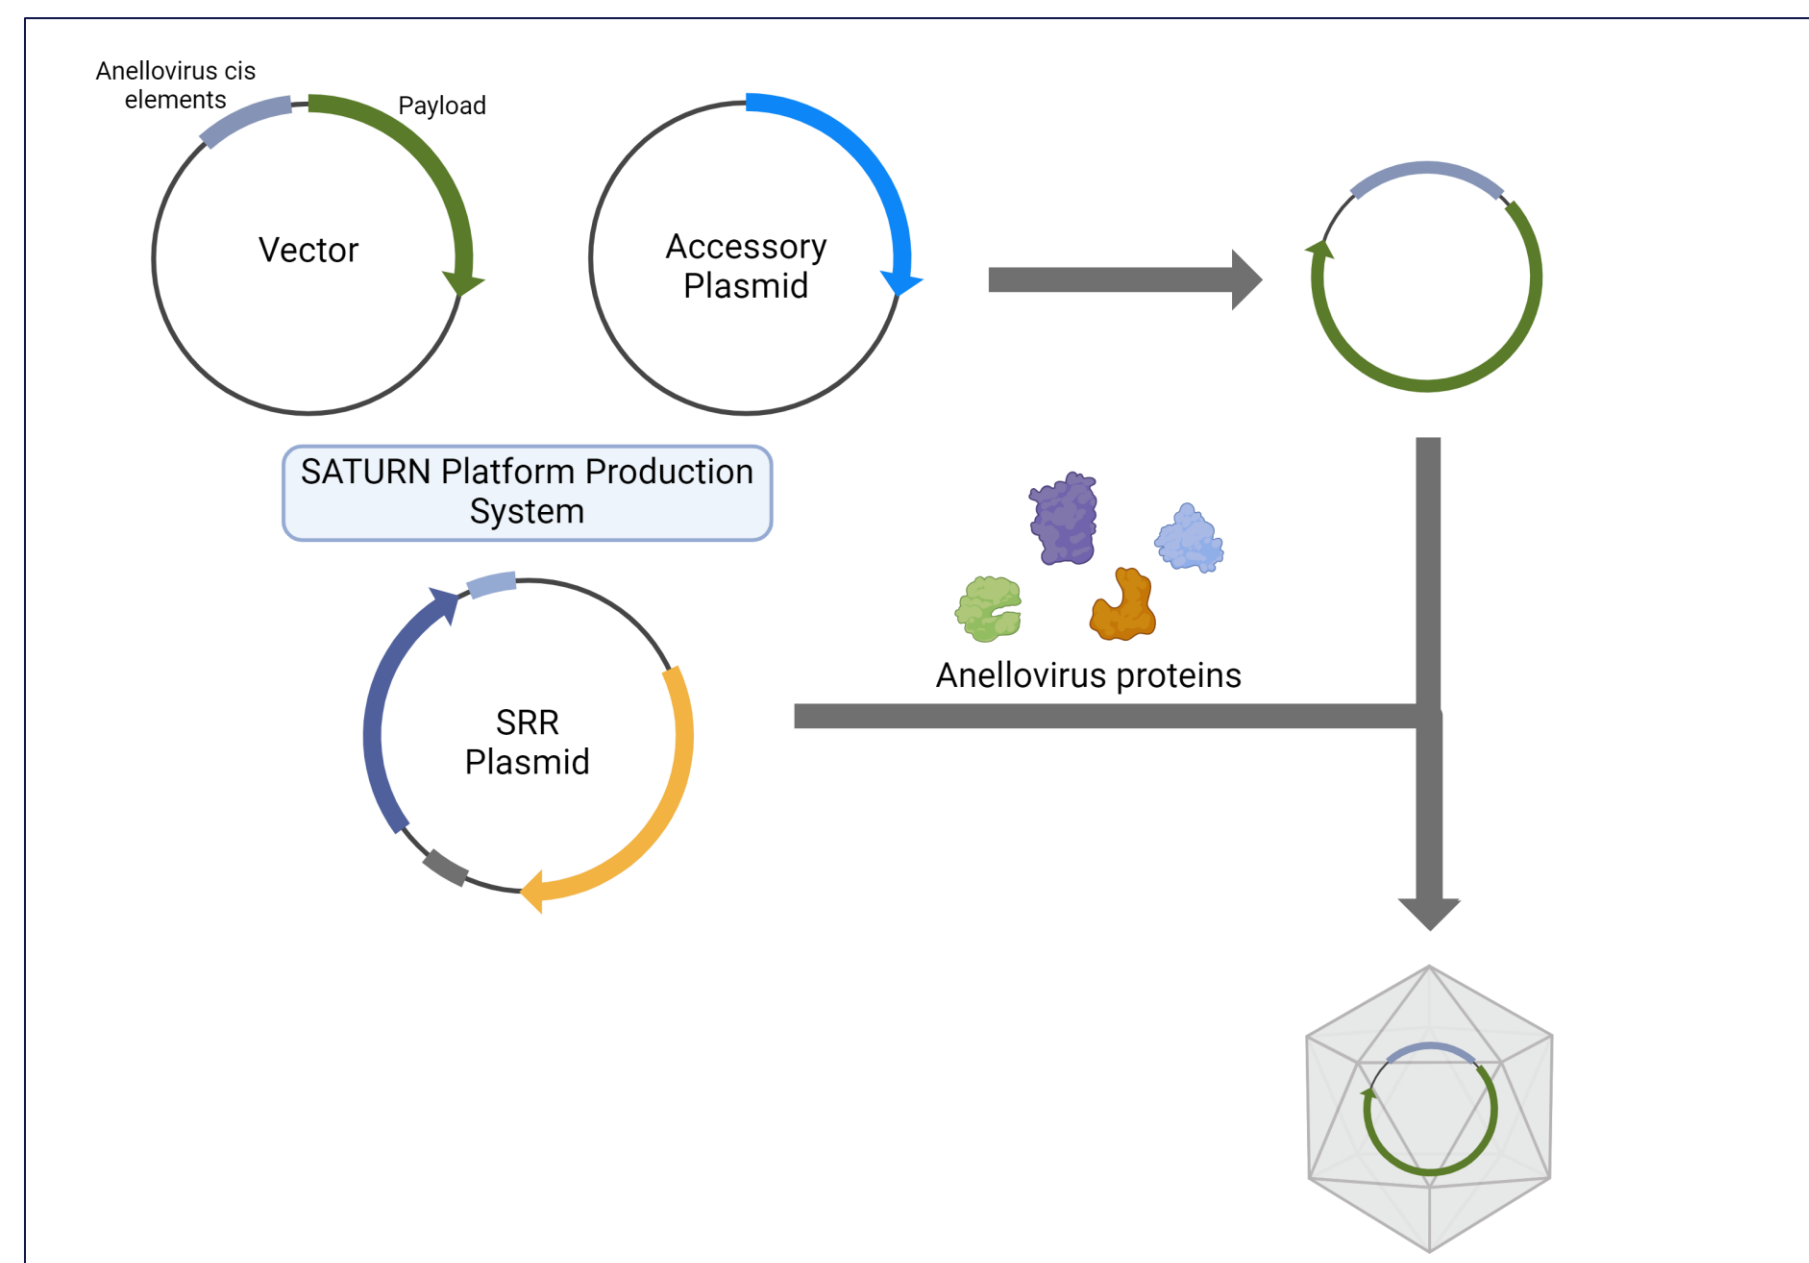 Anellovirus cis
elements
Payload
Vector
Accessory
Plasmid
SATURN Platform Production
System
Anellovirus proteins
SRR
Plasmid